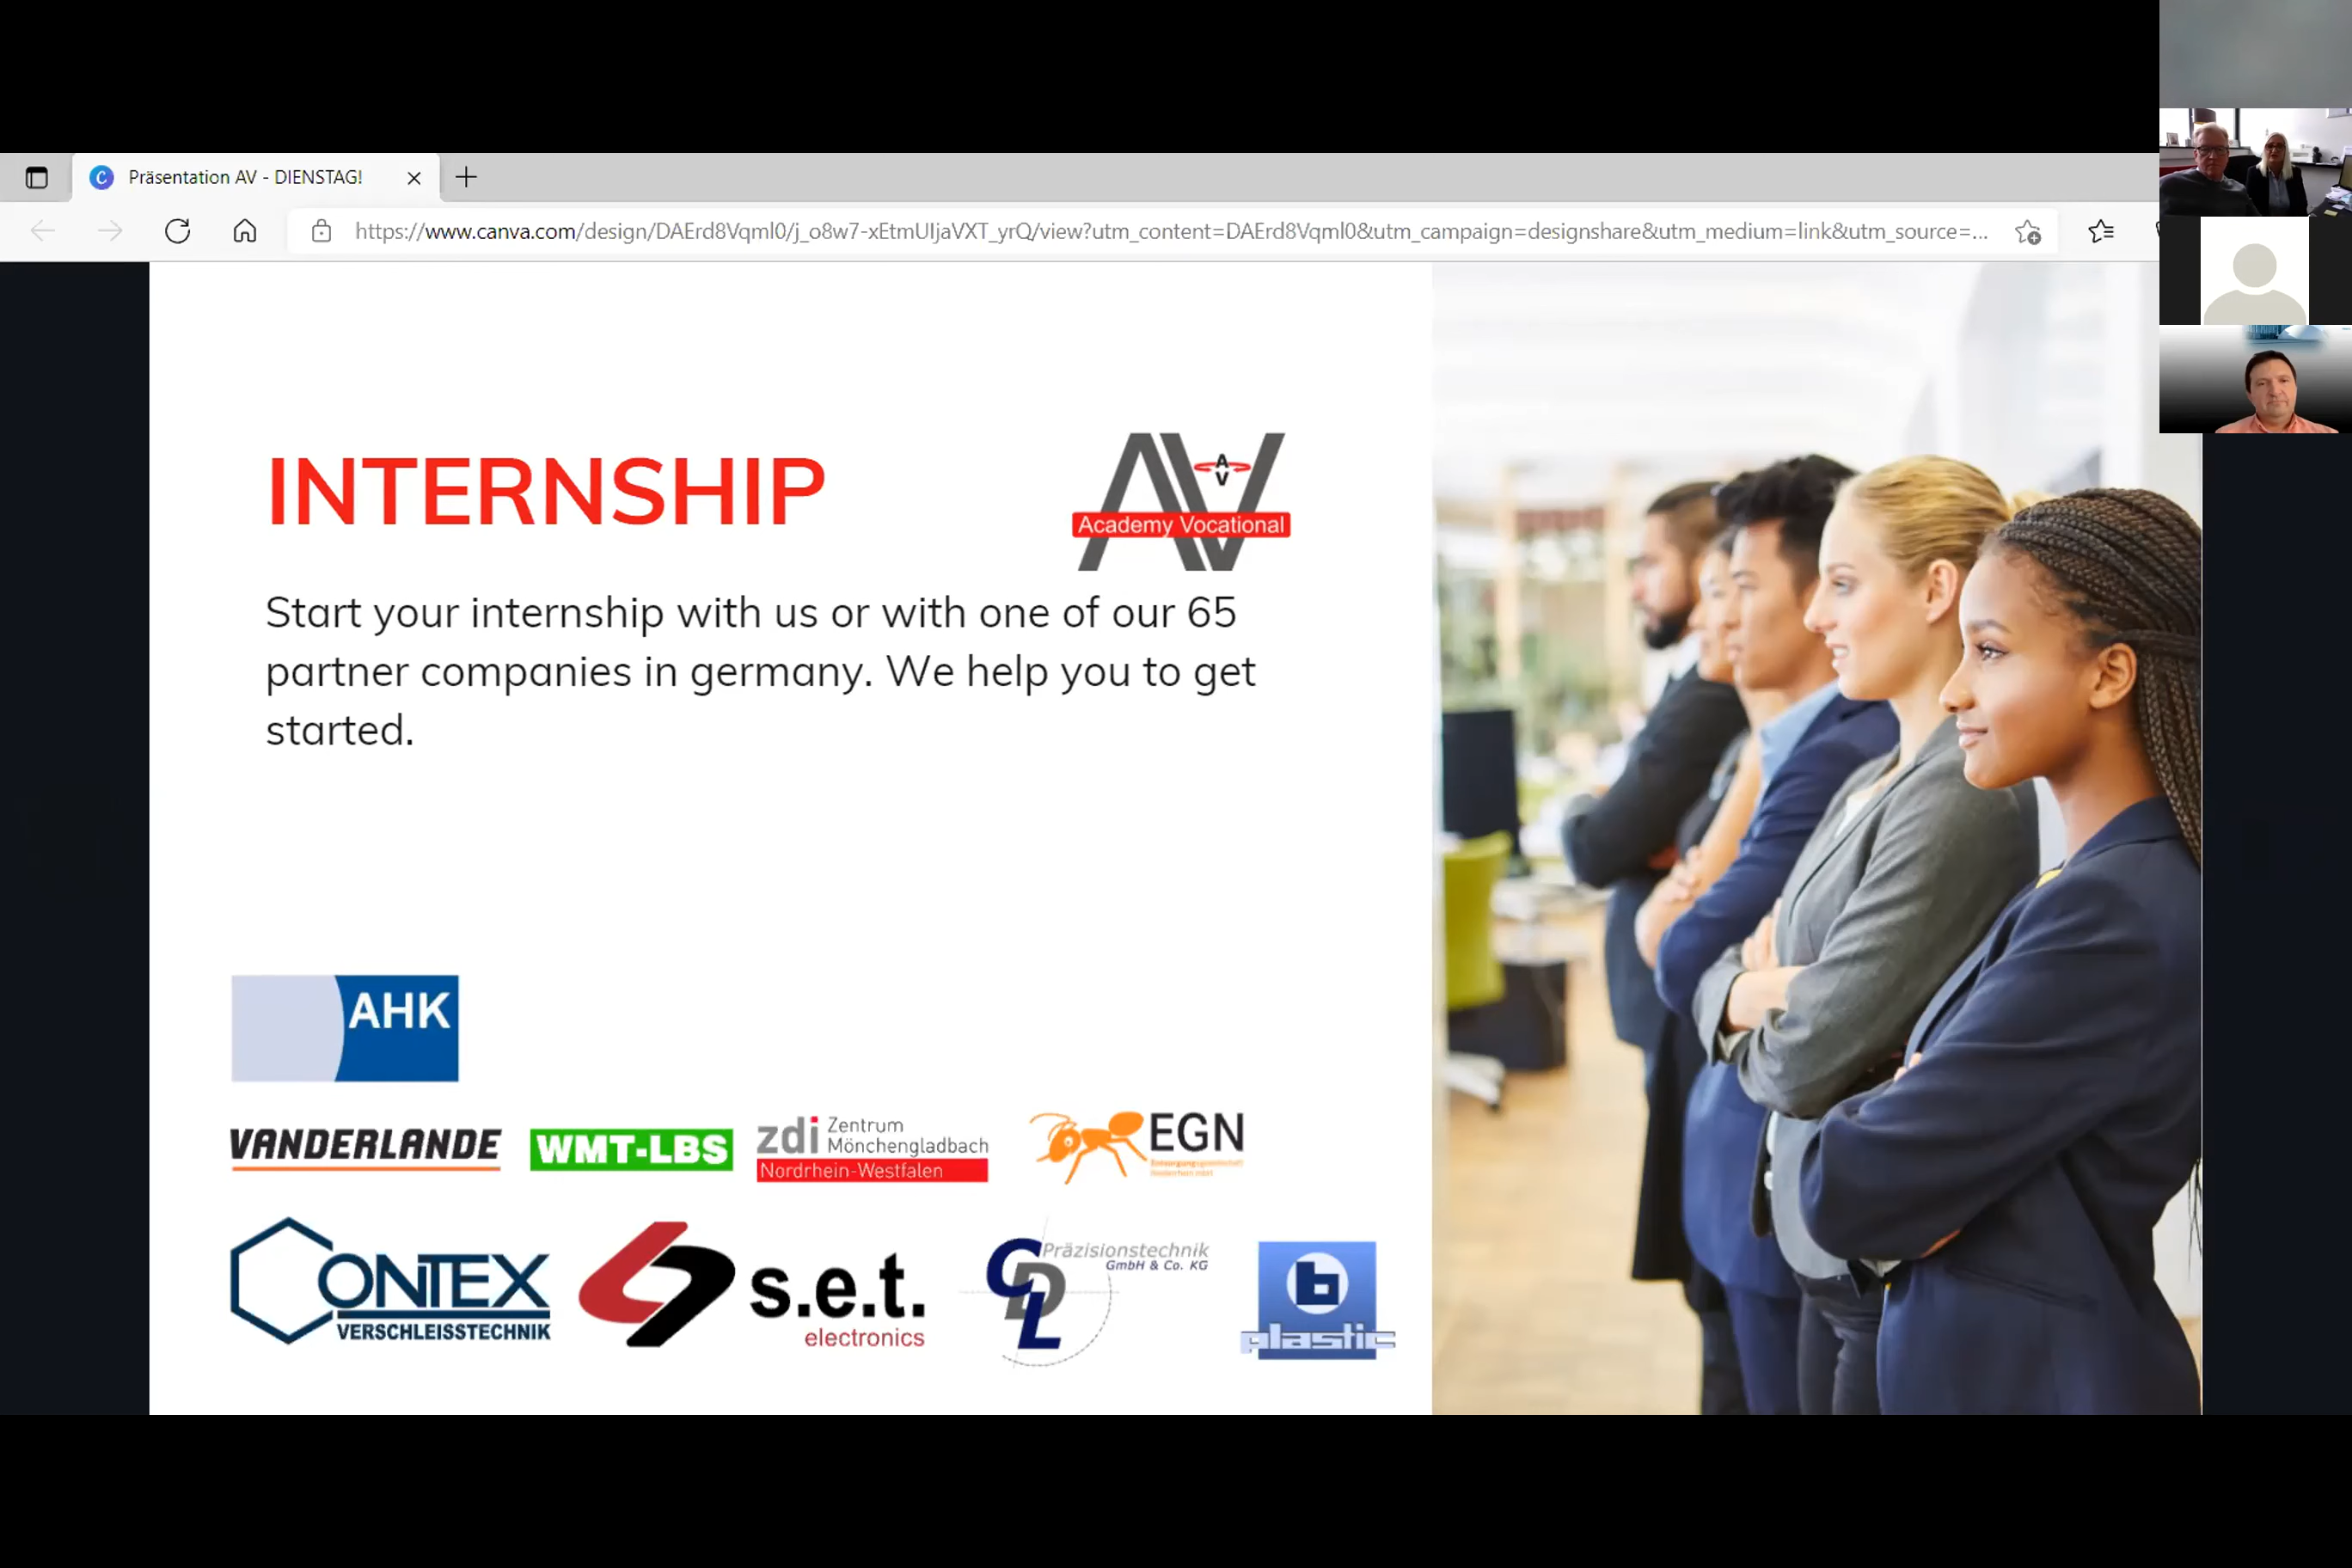 Präsentation AV - DIENSTAG!
https://www.canva.com/design/DAErd8Vqml0/j_o8w7-xEtmUIjaVXT_yrQ/view?utm_content=DAErd8Vqml0&utm_campaign=designshare&utm_medium=link&utm_source=...
INTERNSHIP
A
V
AV
Academy Vocational
Start your internship with us or with one of our 65
partner companies in germany. We help you to get
started.
AHK
VANDERLANDE
WMT-LBS
zdi Zentrum
Mönchengladbach
Nordrhein-Westfalen
EGN
CONTEX
VERSCHLEISSTECHNIK
s.e.t.
electronics
CDL
Präzisionstechnik
GmbH & Co. KG
b
plastic